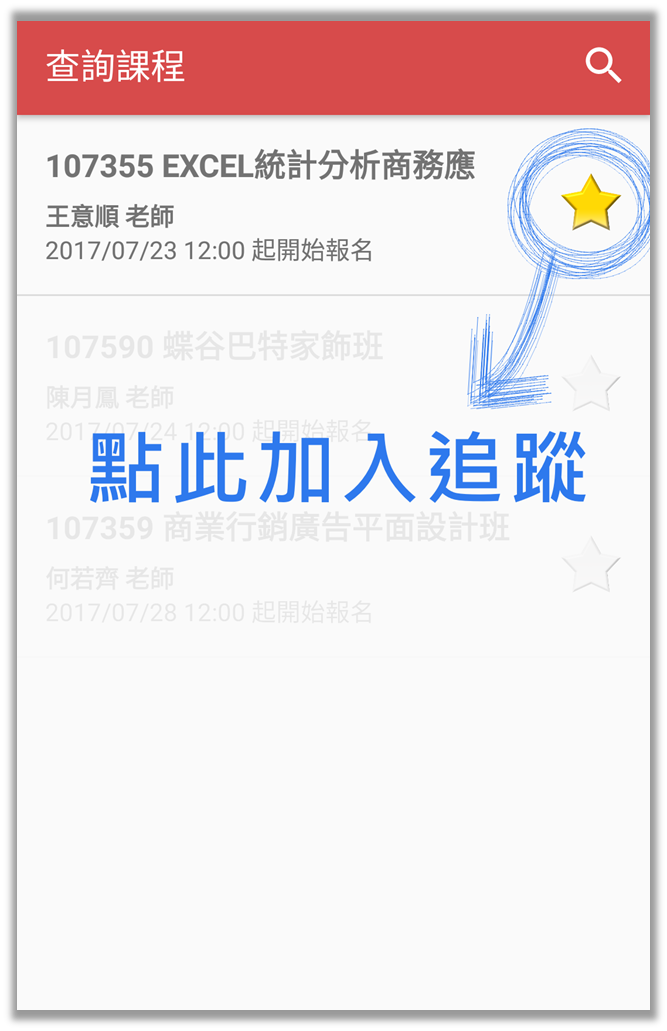 查詢課程
107355 EXCEL統計分析商務應
王意順 老師
2017/07/23 12:00 起開始報名
107590 蝶谷巴特家飾班
陳月鳳 老師
2017/07/24 12:00 起開始報名
點此加入追蹤
107359 商業行銷廣告平面設計班
何若齊 老師
2017/07/28 12:00 起開始報名